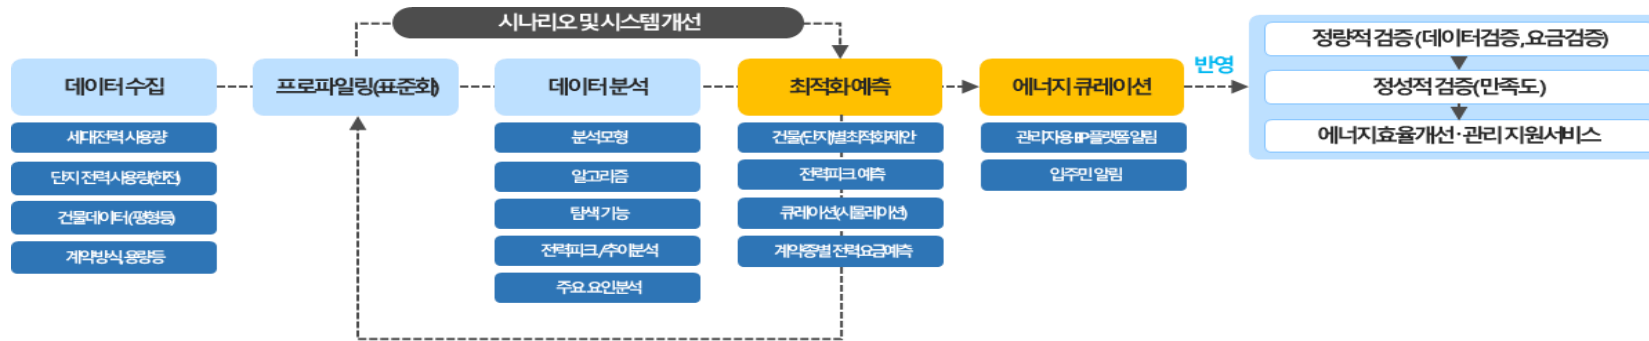 시나리오 및 시스템 개선
데이터 수집
세대전력 사용량
단지 전력사용량(한전)
건물데이터(평형등)
계약방식, 용량등
프로파일링(표준화)
데이터 분석
분석모형
알고리즘
탐색 기능
전력피크/추이분석
주요 요인분석
최적화 예측
건물(단지)별최적화제안
전력피크 예측
큐레이션(시뮬레이션)
계약종별 전력요금예측
에너지 큐레이션
관리자용 플랫폼 알림
입주민 알림
반영
정량적 검증(데이터검증, 요금검증)
정성적 검증(만족도)
에너지효율개선·관리 지원서비스